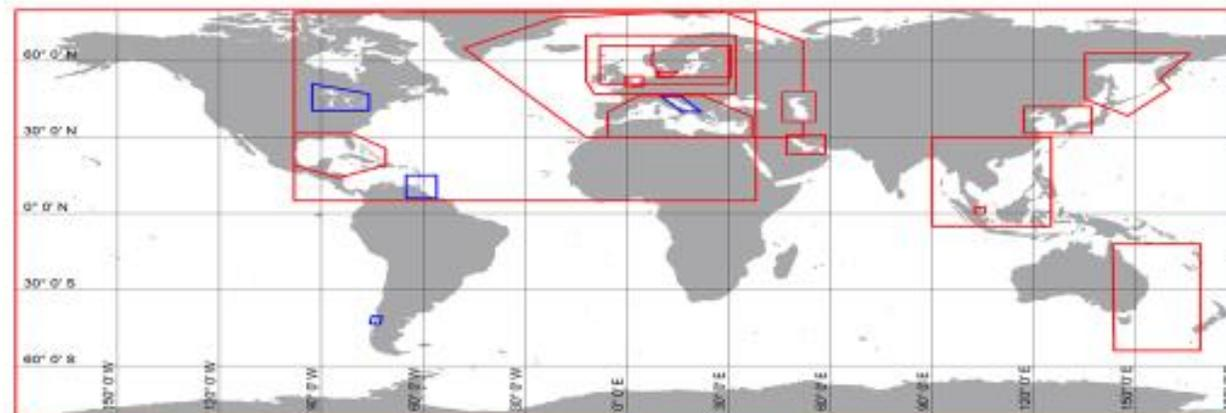 60° 0' N
30° 0' N
0° 0' N
30° 0' S
60° 0' S
150° 0' W
120° 0' W
90° 0' W
60° 0' W
30° 0' W
0° 0' E
30° 0' E
60° 0' E
90° 0' E
120° 0' E
150° 0' E